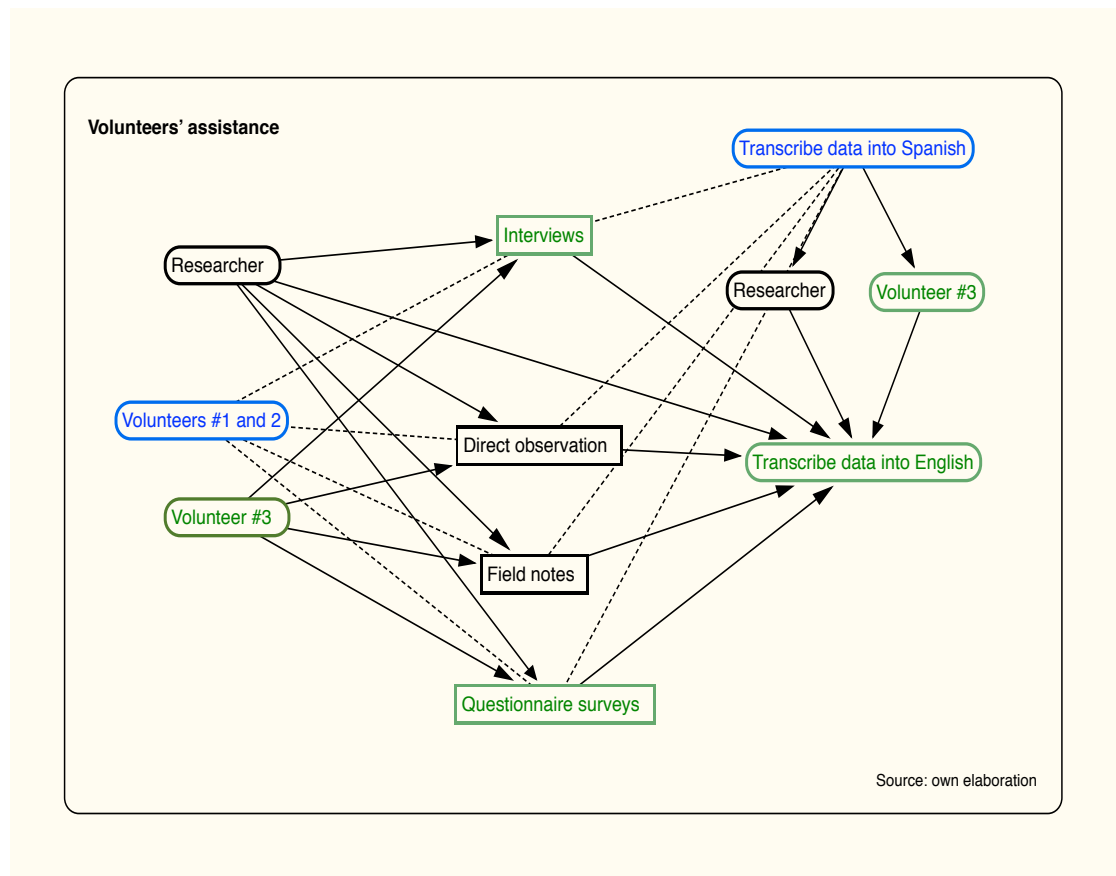 Volunteers’ assistance
Transcribe data into Spanish
Interviews
Researcher
Researcher
Volunteer #3
Volunteers #1 and 2
Direct observation
Transcribe data into English
Volunteer #3
Field notes
Questionnaire surveys
Source: own elaboration